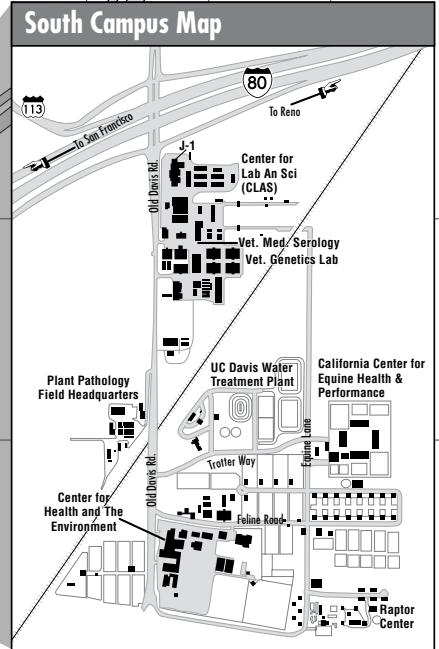 South Campus Map
80
113
To Reno
To San Francisco
J-1
Old Davis Rd.
Center for
Lab An Sci
(CLAS)
Vet. Med. Serology
Vet. Genetics Lab
UC Davis Water
Treatment Plant
California Center for
Equine Health &
Performance
Plant Pathology
Field Headquarters
Equine Lane
Trotter Way
Old Davis Rd.
Center for
Health and The
Environment
Feline Road
Raptor
Center